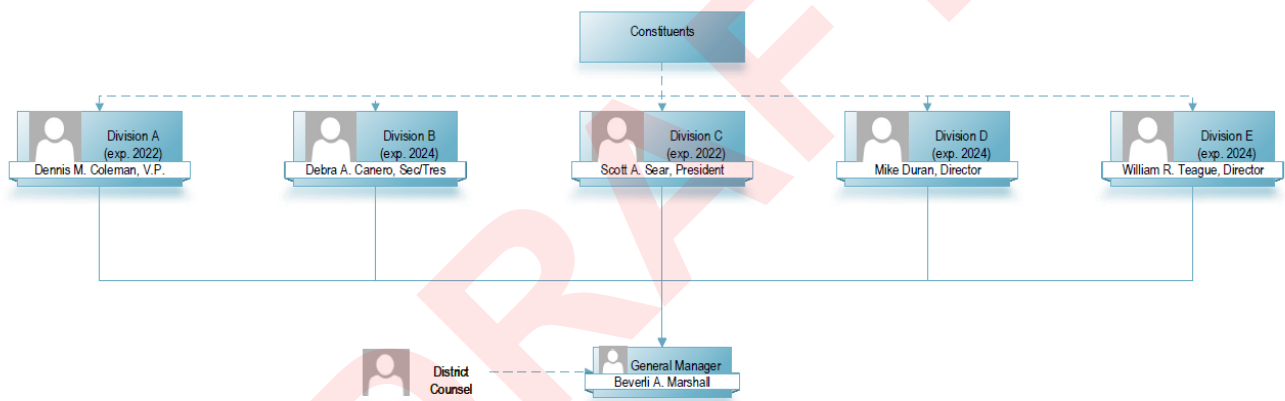 Constituents
Division A
(exp. 2022)
Dennis M. Coleman, V.P.
Division B
(exp. 2024)
Debra A. Canero, Sec/Tres
Division C
(exp. 2022)
Scott A. Sear, President
Division D
(exp. 2024)
Mike Duran, Director
Division E
(exp. 2024)
William R. Teague, Director
General Manager
Beverli A. Marshall
District
Counsel
DRAFT